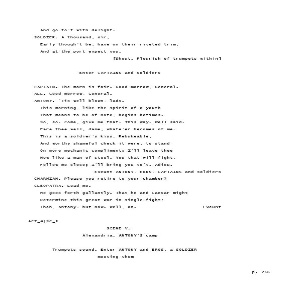 And go to't with delight.
SOLDIER. A thousand, sir,
Early though't be, have on their riveted trim,
And at the port expect you.
[Shout. Flourish of trumpets within]
Enter CAPTAINS and soldiers
CAPTAIN. The morn is fair. Good morrow, General.
ALL. Good morrow, General.
ANTONY. 'Tis well blown, lads.
This morning, like the spirit of a youth
That means to be of note, begins betimes.
So, so. Come, give me that. This way. Well said.
Fare thee well, dame, whate'er becomes of me.
This is a soldier's kiss. Rebukeable,
And worthy shameful check it were, to stand
On more mechanic compliment; I'll leave thee
Now like a man of steel. You that will fight,
Follow me close; I'll bring you to't. Adieu.
Exeunt ANTONY, EROS, CAPTAINS and soldiers
CHARMIAN. Please you retire to your chamber?
CLEOPATRA. Lead me.
He goes forth gallantly. That he and Caesar might
Determine this great war in single fight!
Then, Antony- but now. Well, on. Exeunt
SCENE V.
Alexandria. ANTONY'S camp
Trumpets sound. Enter ANTONY and EROS, a SOLDIER
meeting them